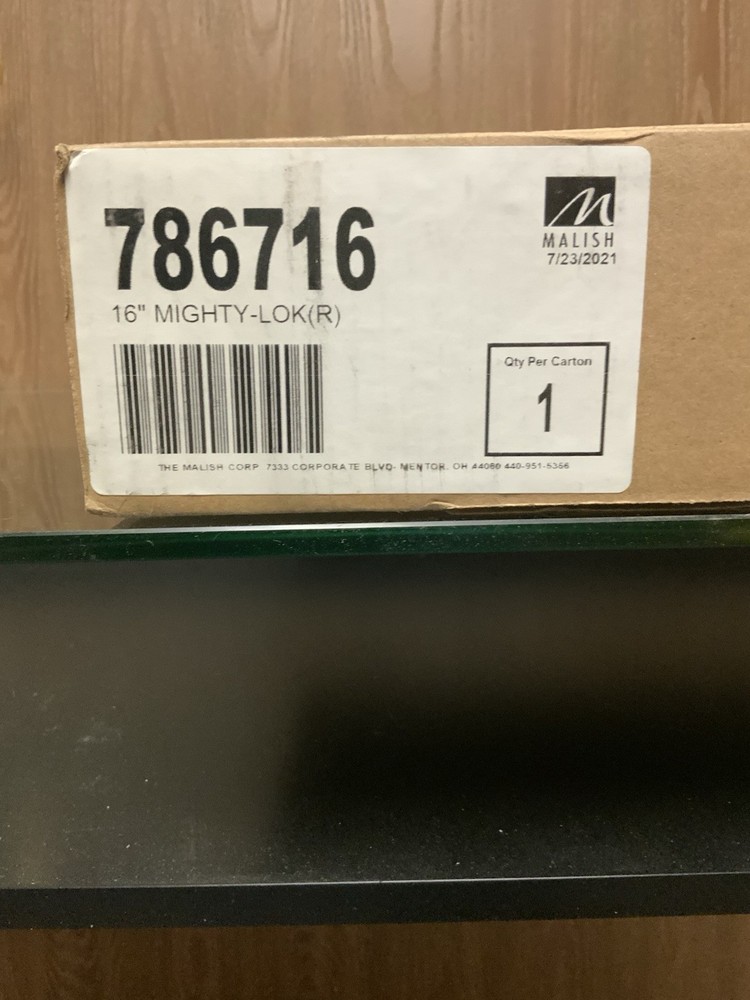 786716
16" MIGHTY-LOK(R)
MALISH
7/23/2021
Qty Per Carton
1
THE MALISH CORP 7333 CORPORATE BLVD- MENTOR, OH 44060 440-951-5356